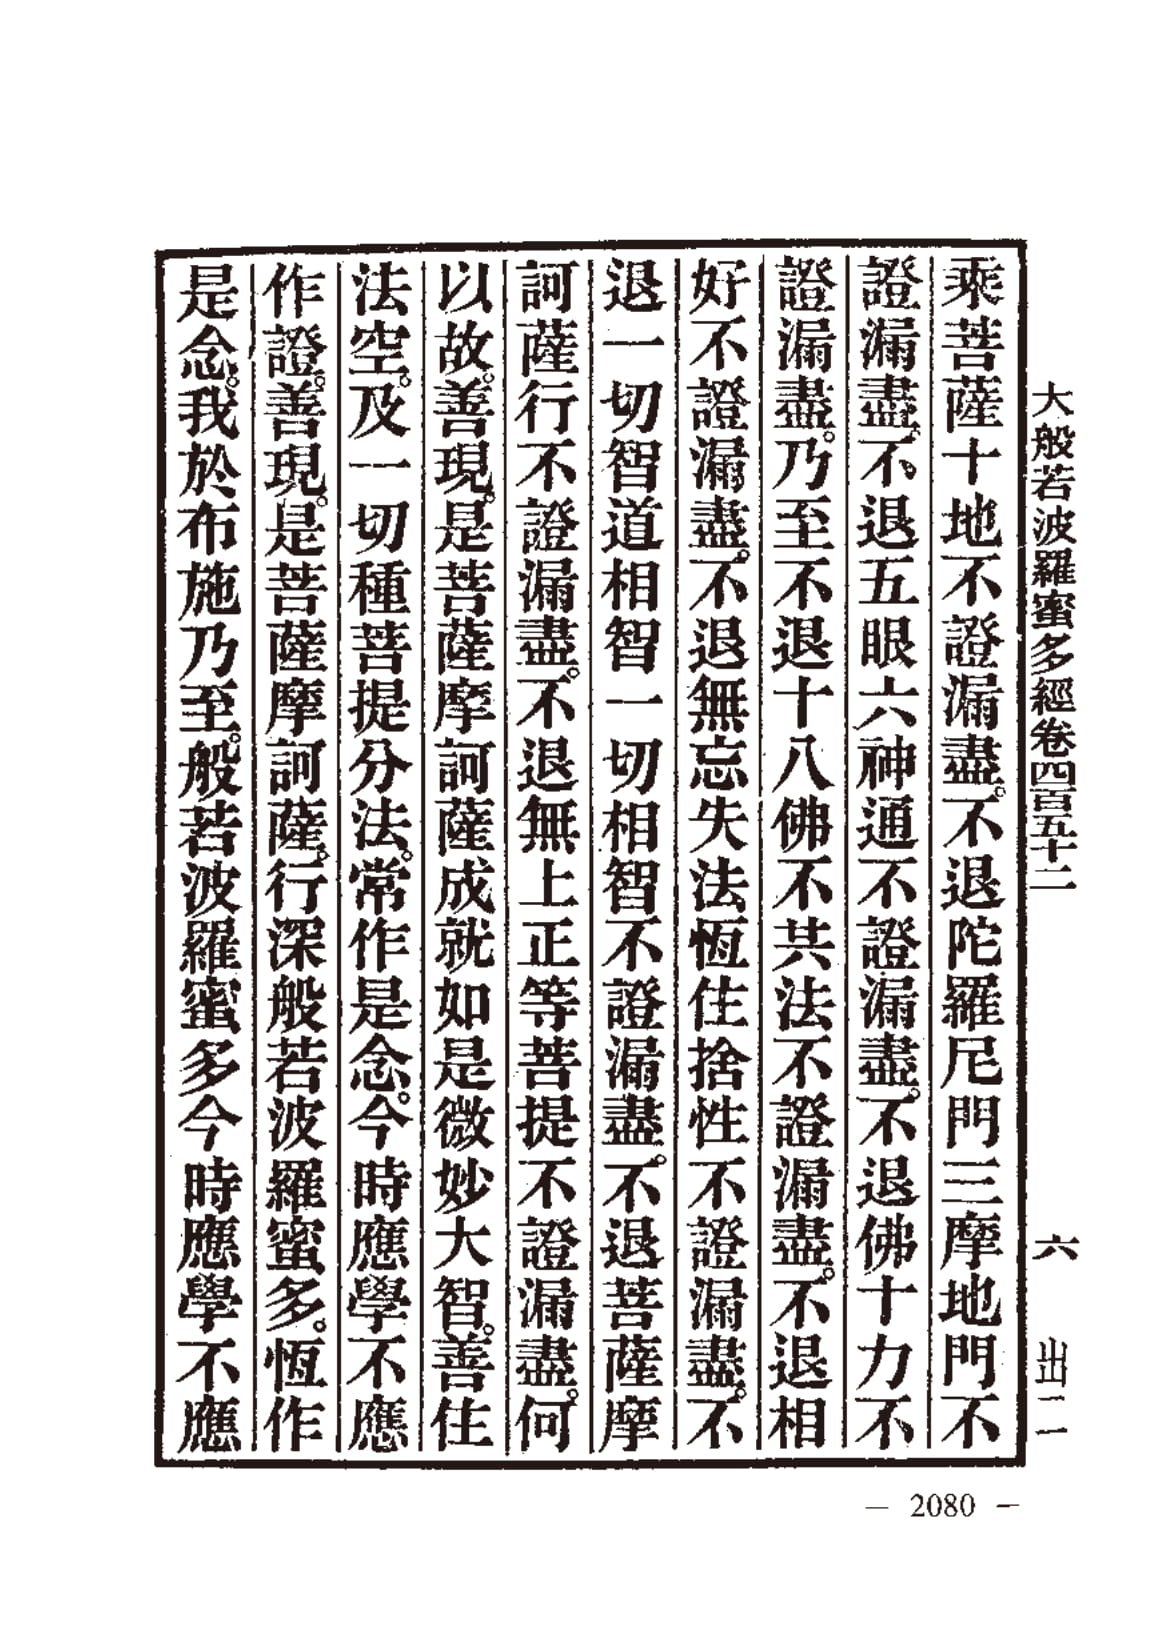 大般若波羅蜜多經卷四百五十二　六　出二
乘菩薩十地不證漏盡。不退陀羅尼門三摩地門不
證漏盡。不退五眼六神通不證漏盡。不退佛十力不
證漏盡。乃至不退十八佛不共法不證漏盡。不退相
好不證漏盡。不退無忘失法恆住捨性不證漏盡。不
退一切智道相智一切相智不證漏盡。不退菩薩摩
訶薩行不證漏盡。不退無上正等菩提不證漏盡。何
以故。善現。是菩薩摩訶薩成就如是微妙大智。善住
法空。及一切種菩提分法。常作是念。今時應學不應
作證。善現。是菩薩摩訶薩。行深般若波羅蜜多。恆作
是念。我於布施乃至。般若波羅蜜多今時應學不應
— 2080 —